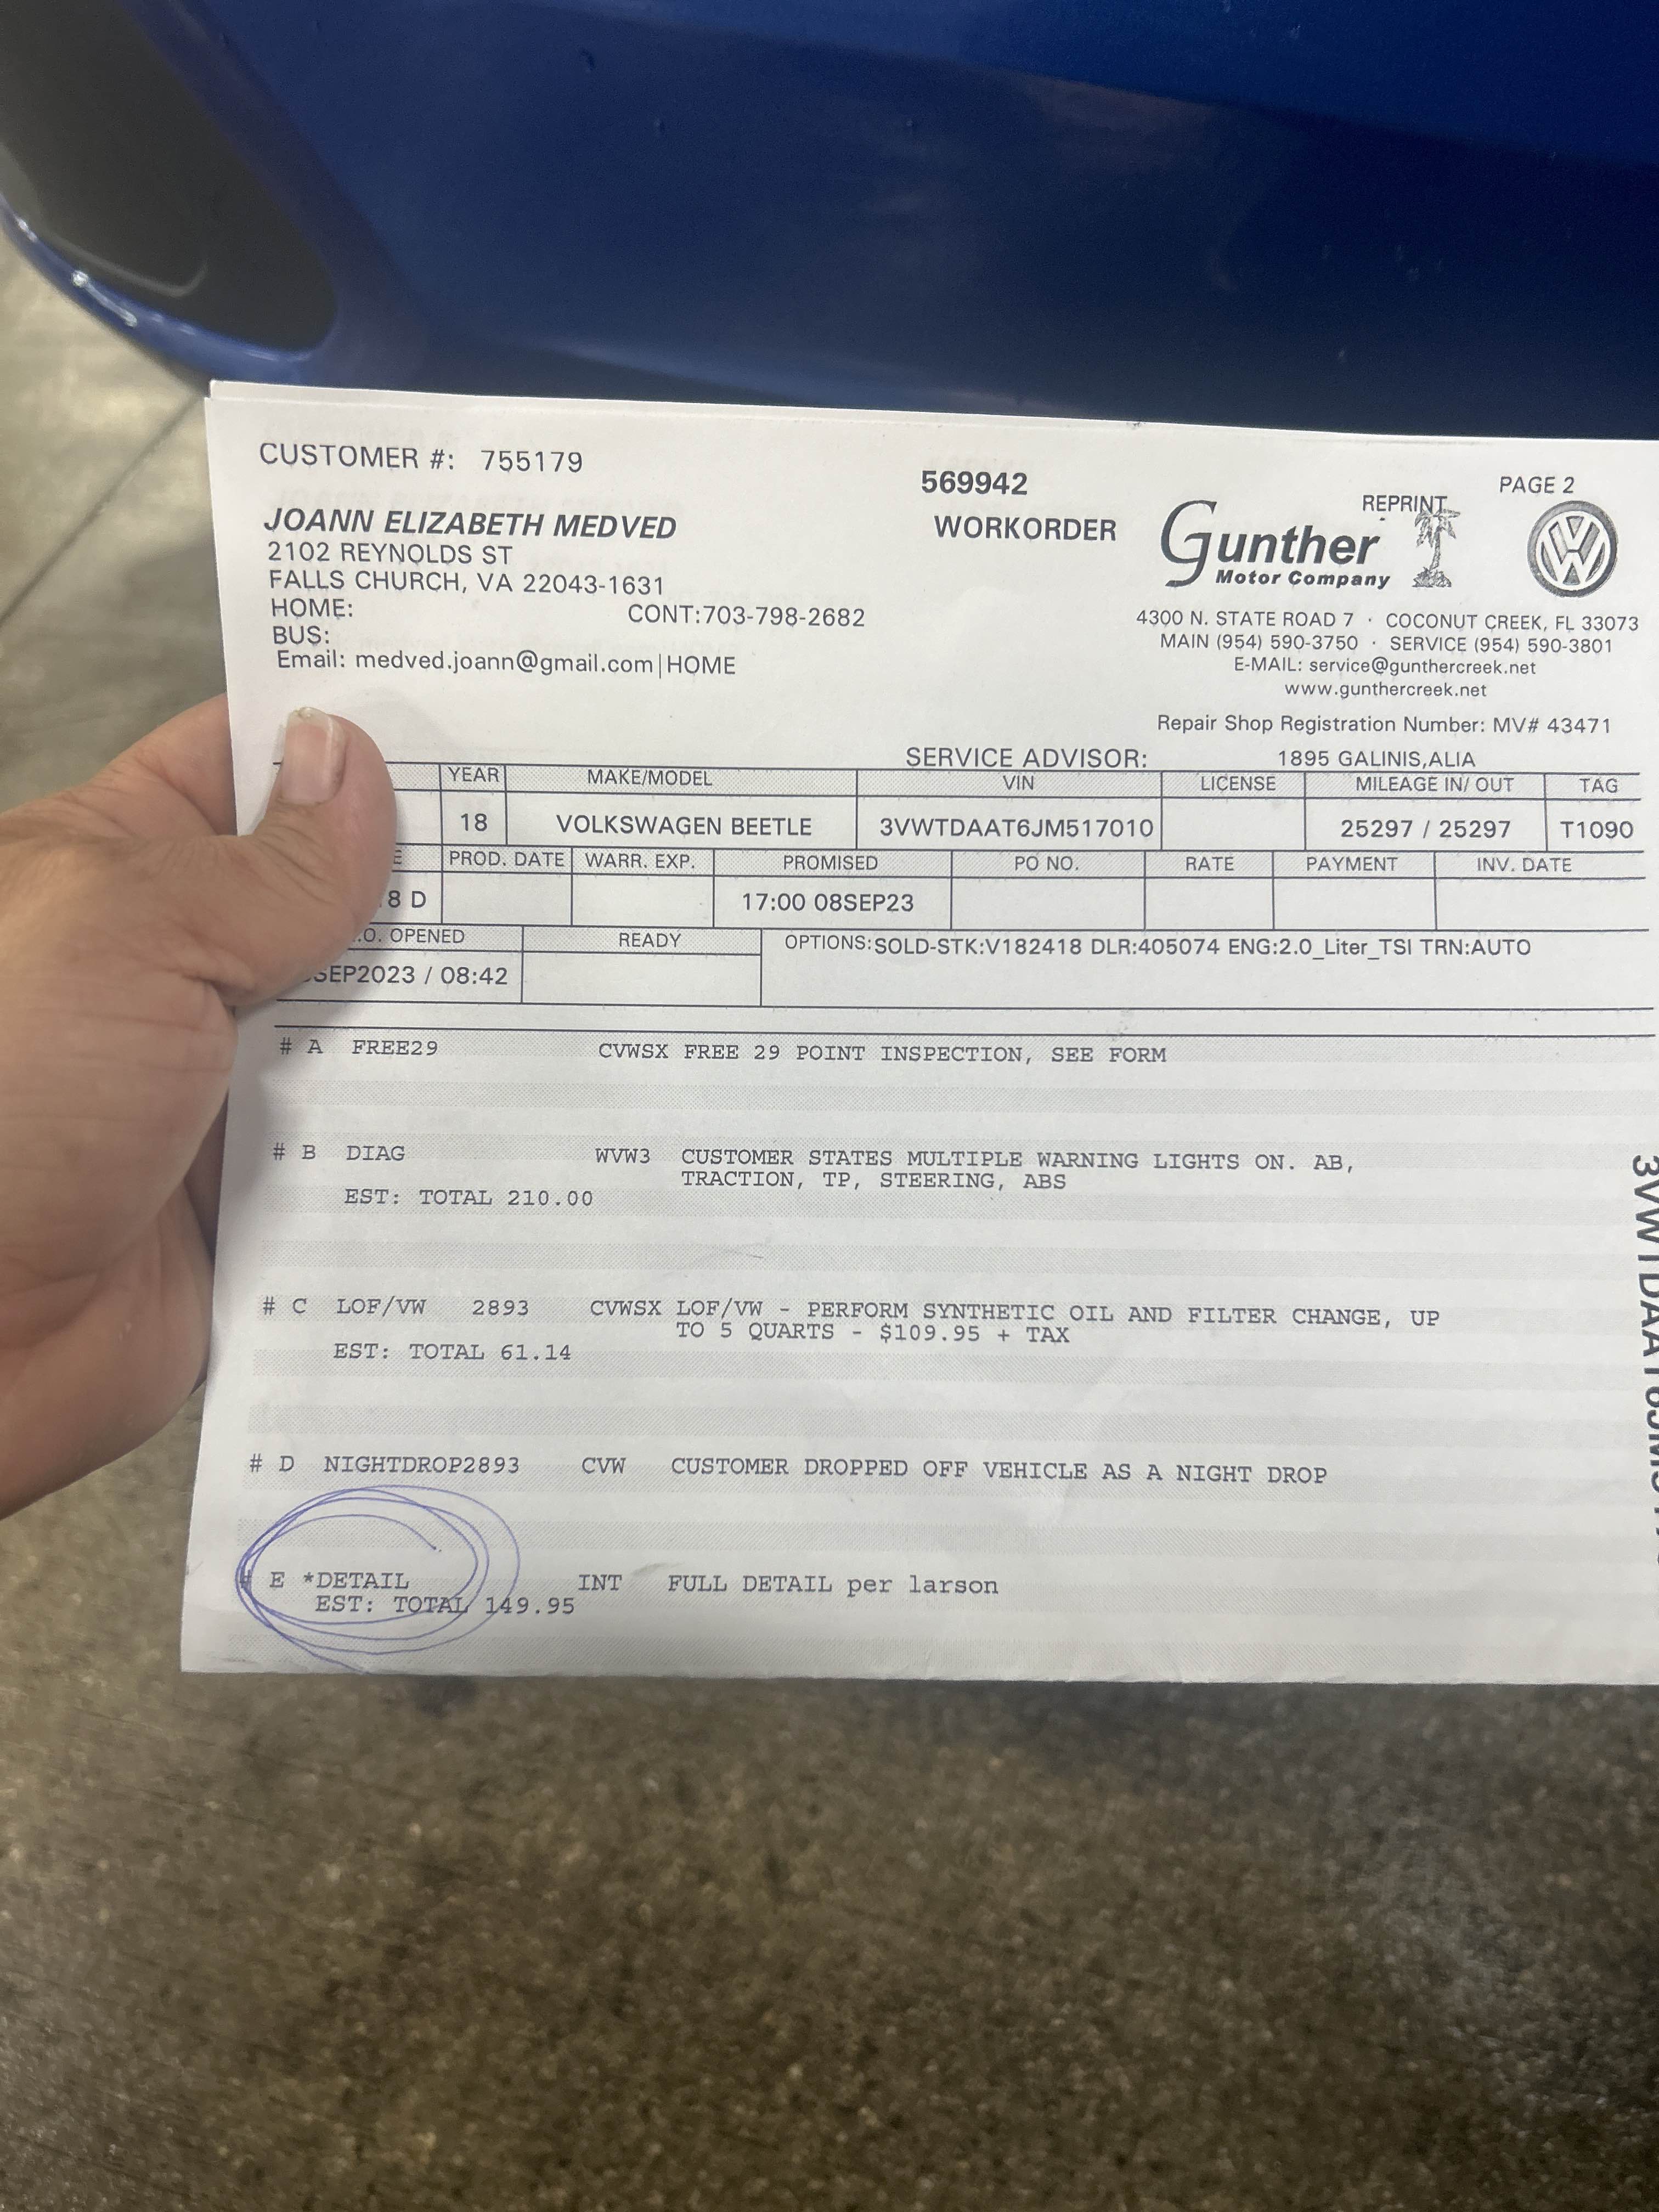 CUSTOMER #: 755179
569942
PAGE 2
REPRINT
JOANN ELIZABETH MEDVED
WORKORDER
Gunther
Motor Company
2102 REYNOLDS ST
FALLS CHURCH, VA 22043-1631
HOME: CONT:703-798-2682
BUS:
Email: medved.joann@gmail.com|HOME
4300 N. STATE ROAD 7 · COCONUT CREEK, FL 33073
MAIN (954) 590-3750 · SERVICE (954) 590-3801
E-MAIL: service@gunthercreek.net
www.gunthercreek.net
Repair Shop Registration Number: MV# 43471
SERVICE ADVISOR: 1895 GALINIS,ALIA
YEAR MAKE/MODEL VIN LICENSE MILEAGE IN/ OUT TAG
18 VOLKSWAGEN BEETLE 3VWTDAAT6JM517010 25297 / 25297 T1090
PROD. DATE WARR. EXP. PROMISED PO NO. RATE PAYMENT INV. DATE
8 D 17:00 08SEP23
.O. OPENED READY OPTIONS:SOLD-STK:V182418 DLR:405074 ENG:2.0_Liter_TSI TRN:AUTO
SEP2023 / 08:42
# A FREE29 CVWSX FREE 29 POINT INSPECTION, SEE FORM
# B DIAG WVW3 CUSTOMER STATES MULTIPLE WARNING LIGHTS ON. AB,
TRACTION, TP, STEERING, ABS
EST: TOTAL 210.00
# C LOF/VW 2893 CVWSX LOF/VW - PERFORM SYNTHETIC OIL AND FILTER CHANGE, UP
TO 5 QUARTS - $109.95 + TAX
EST: TOTAL 61.14
# D NIGHTDROP2893 CVW CUSTOMER DROPPED OFF VEHICLE AS A NIGHT DROP
# E *DETAIL INT FULL DETAIL per larson
EST: TOTAL 149.95